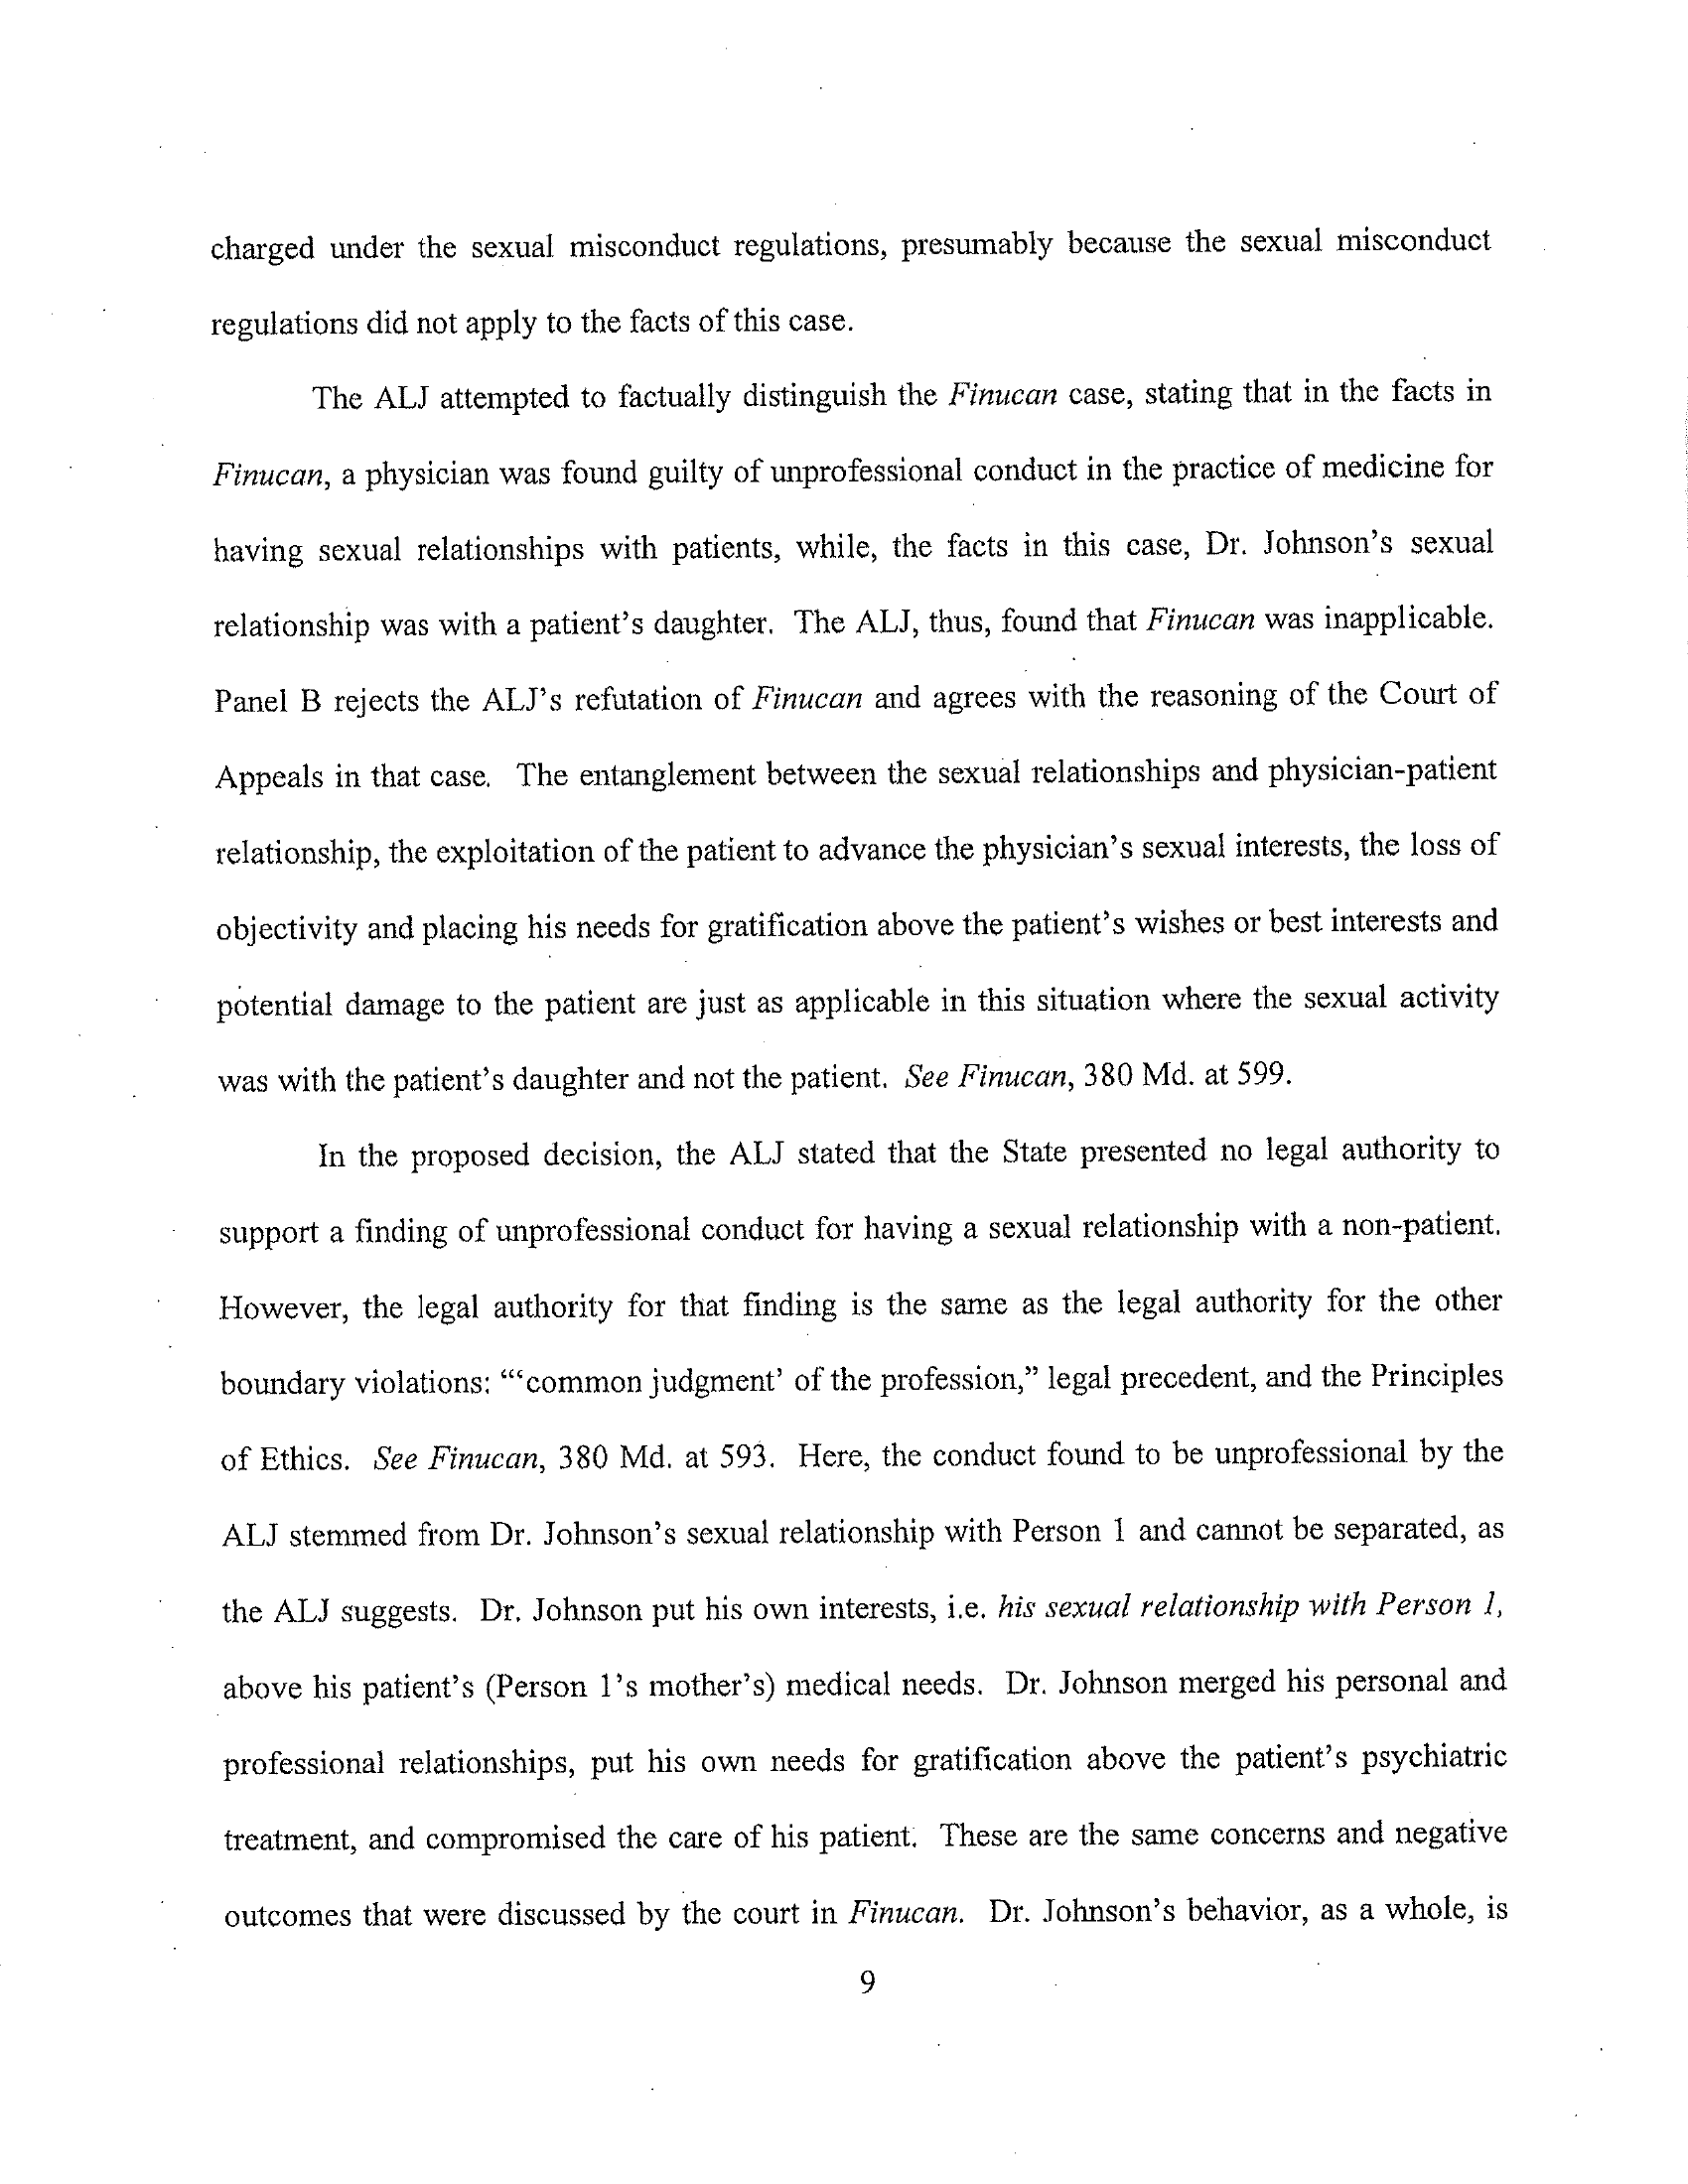 charged under the sexual misconduct regulations, presumably because the sexual misconduct
regulations did not apply to the facts of this case.
The ALJ attempted to factually distinguish the Finucan case, stating that in the facts in
Finucan, a physician was found guilty of unprofessional conduct in the practice of medicine for
having sexual relationships with patients, while, the facts in this case, Dr. Johnson's sexual
relationship was with a patient's daughter. The ALJ, thus, found that Finucan was inapplicable.
Panel B rejects the ALJ's refutation of Finucan and agrees with the reasoning of the Court of
Appeals in that case. The entanglement between the sexual relationships and physician-patient
relationship, the exploitation of the patient to advance the physician's sexual interests, the loss of
objectivity and placing his needs for gratification above the patient's wishes or best interests and
potential damage to the patient are just as applicable in this situation where the sexual activity
was with the patient's daughter and not the patient. See Finucan, 380 Md. at 599.
In the proposed decision, the ALJ stated that the State presented no legal authority to
support a finding of unprofessional conduct for having a sexual relationship with a non-patient.
However, the legal authority for that finding is the same as the legal authority for the other
boundary violations: "'common judgment' of the profession," legal precedent, and the Principles
of Ethics. See Finucan, 380 Md. at 593. Here, the conduct found to be unprofessional by the
ALJ stemmed from Dr. Johnson's sexual relationship with Person 1 and cannot be separated, as
the ALJ suggests. Dr. Johnson put his own interests, i.e. his sexual relationship with Person 1,
above his patient's (Person 1's mother's) medical needs. Dr. Johnson merged his personal and
professional relationships, put his own needs for gratification above the patient's psychiatric
treatment, and compromised the care of his patient. These are the same concerns and negative
outcomes that were discussed by the court in Finucan. Dr. Johnson's behavior, as a whole, is
9